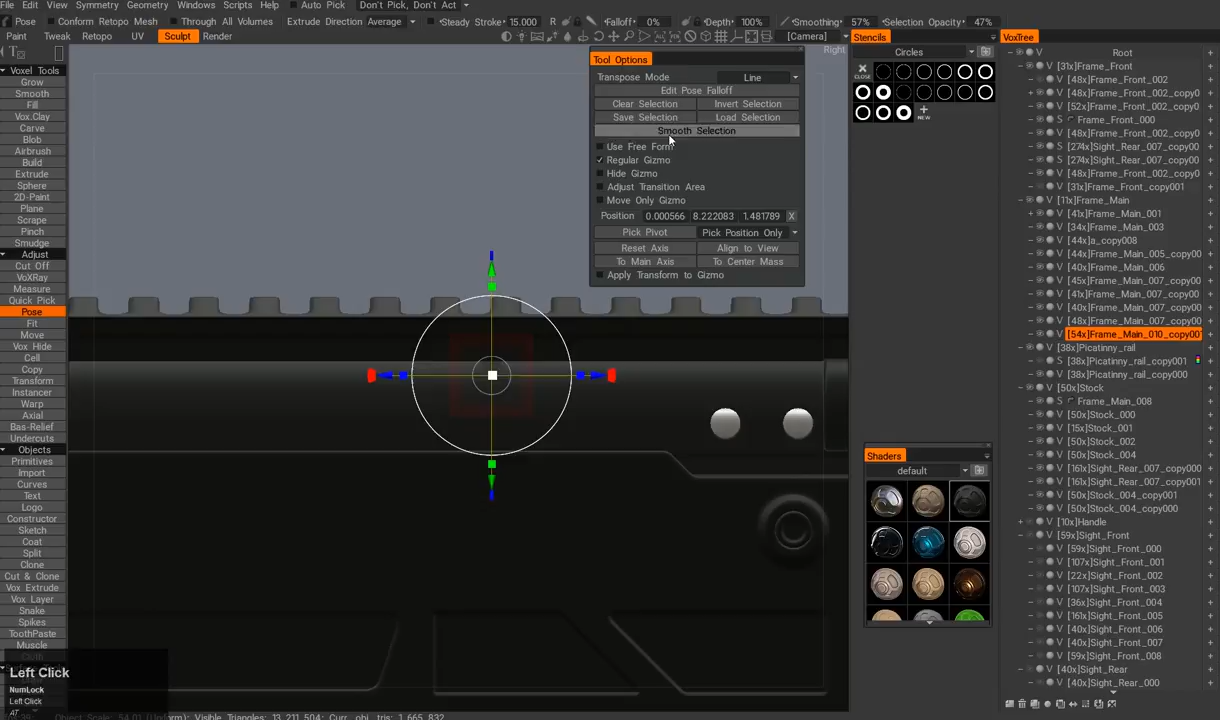 File Edit View Symmetry Geometry Windows Scripts Help Auto Pick Don't Pick, Don't Act
Pose Conform Retopo Mesh Through All Volumes Extrude Direction Average Steady Stroke 15.000 R Falloff 0% Depth: 100% Smoothing: 57% Selection Opacity: 47%
Paint Tweak Retopo UV Sculpt Render [Camera]
Voxel Tools
Grow
Smooth
Fill
Vox.Clay
Carve
Blob
Airbrush
Build
Extrude
Sphere
2D-Paint
Plane
Scrape
Pinch
Smudge
Adjust
Cut Off
VoXRay
Measure
Quick Pick
Pose
Fit
Move
Vox Hide
Cell
Copy
Transform
Instancer
Warp
Axial
Bas-Relief
Undercuts
Objects
Primitives
Import
Curves
Text
Logo
Constructor
Sketch
Coat
Split
Clone
Cut & Clone
Vox Extrude
Vox Layer
Snake
Spikes
ToothPaste
Muscle
Left Click
NumLock
Left Click
Right
Tool Options
Transpose Mode Line
Edit Pose Falloff
Clear Selection Invert Selection
Save Selection Load Selection
Smooth Selection
Use Free Form
Regular Gizmo
Hide Gizmo
Adjust Transition Area
Move Only Gizmo
Position 0.000566 8.222083 1.481789 X
Pick Pivot Pick Position Only
Reset Axis Align to View
To Main Axis To Center Mass
Apply Transform to Gizmo
Stencils
Circles
CLOSE
NEW
Shaders
default
VoxTree
V Root
V [31x]Frame_Front
V [48x]Frame_Front_002
V [48x]Frame_Front_002_copy0
V [52x]Frame_Front_002_copy0
S Frame_Front_000
V [48x]Frame_Front_002_copy0
S [274x]Sight_Rear_007_copy00
S [274x]Sight_Rear_007_copy00
V [48x]Frame_Front_002_copy0
V [31x]Frame_Front_copy001
V [11x]Frame_Main
V [41x]Frame_Main_001
V [34x]Frame_Main_003
V [44x]a_copy008
V [44x]Frame_Main_005_copy00
V [40x]Frame_Main_006
V [45x]Frame_Main_007_copy00
V [41x]Frame_Main_007_copy00
V [40x]Frame_Main_007_copy00
V [48x]Frame_Main_007_copy00
V [54x]Frame_Main_010_copy00
V [38x]Picatinny_rail
S [38x]Picatinny_rail_copy001
V [38x]Picatinny_rail_copy000
V [50x]Stock
S Frame_Main_008
V [50x]Stock_000
V [15x]Stock_001
V [50x]Stock_002
V [50x]Stock_004
V [161x]Sight_Rear_007_copy00
V [161x]Sight_Rear_007_copy00
V [50x]Stock_004_copy001
V [50x]Stock_004_copy000
V [10x]Handle
V [59x]Sight_Front
V [59x]Sight_Front_000
V [107x]Sight_Front_001
V [22x]Sight_Front_002
V [107x]Sight_Front_003
V [36x]Sight_Front_004
V [161x]Sight_Front_005
V [40x]Sight_Front_006
V [40x]Sight_Front_007
V [59x]Sight_Front_008
V [40x]Sight_Rear
V [40x]Sight_Rear_000